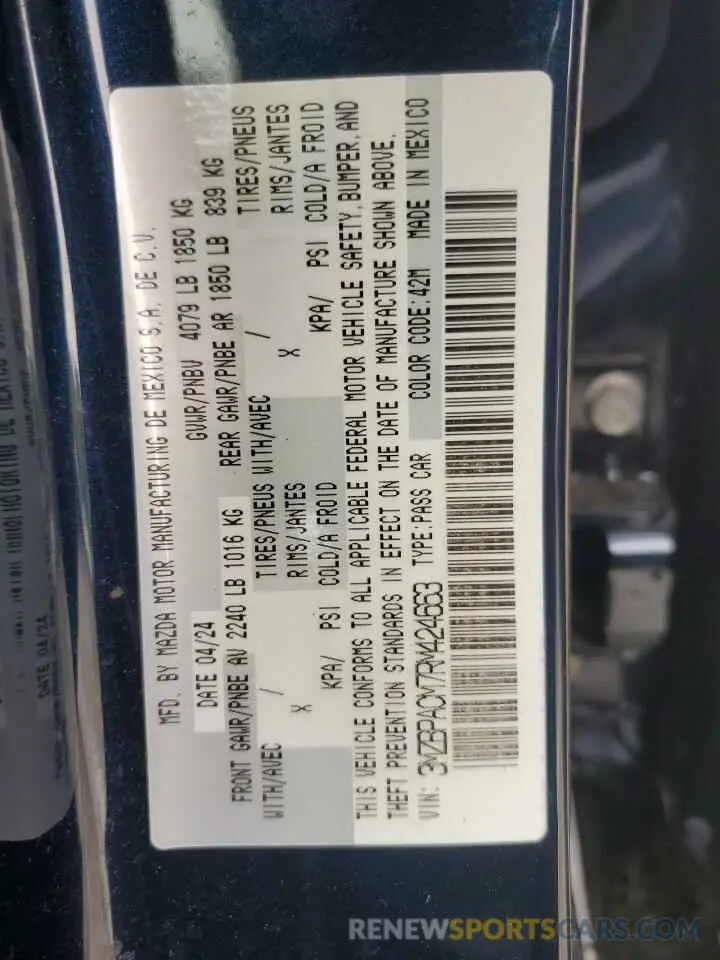 MFD. BY MAZDA MOTOR MANUFACTURING DE MEXICO S.A. DE C.V.
DATE 04/24 GVWR/PNBV 4079 LB 1850 KG
FRONT GAWR/PNBE AV 2240 LB 1016 KG REAR GAWR/PNBE AR 1850 LB 839 KG
WITH/AVEC / TIRES/PNEUS WITH/AVEC / TIRES/PNEUS
X RIMS/JANTES X RIMS/JANTES
KPA/ PSI COLD/A FROID KPA/ PSI COLD/A FROID
THIS VEHICLE CONFORMS TO ALL APPLICABLE FEDERAL MOTOR VEHICLE SAFETY, BUMPER, AND
THEFT PREVENTION STANDARDS IN EFFECT ON THE DATE OF MANUFACTURE SHOWN ABOVE.
VIN: 3MZBPACM7RM424663 TYPE:PASS CAR COLOR CODE:42M MADE IN MEXICO
DATE 04/24
RENEWSPORTSCARS.COM